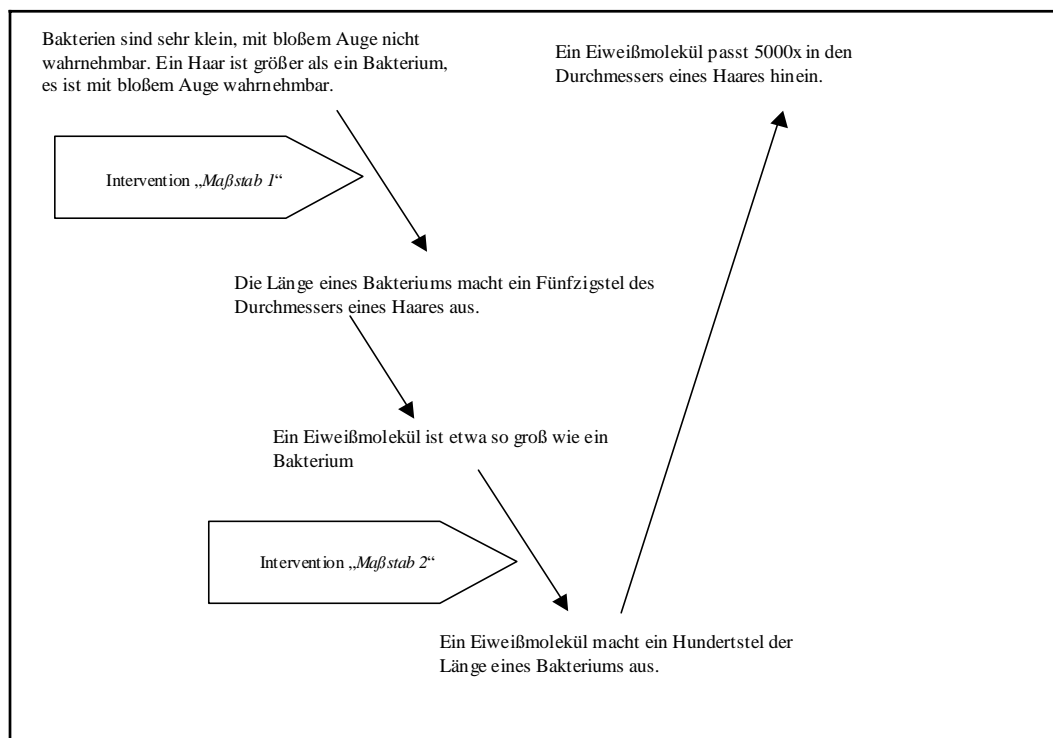 Bakterien sind sehr klein, mit bloßem Auge nicht
wahrnehmbar. Ein Haar ist größer als ein Bakterium,
es ist mit bloßem Auge wahrnehmbar.
Ein Eiweißmolekül passt 5000x in den
Durchmessers eines Haares hinein.
Intervention „Maßstab 1“
Die Länge eines Bakteriums macht ein Fünfzigstel des
Durchmessers eines Haares aus.
Ein Eiweißmolekül ist etwa so groß wie ein
Bakterium
Intervention „Maßstab 2“
Ein Eiweißmolekül macht ein Hundertstel der
Länge eines Bakteriums aus.